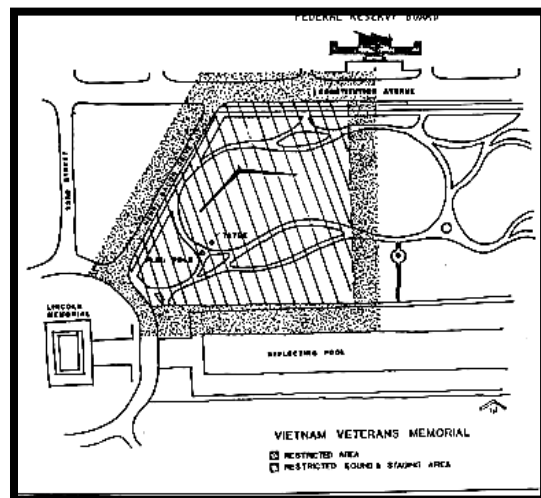 FEDERAL RESERVE BOARD
CONSTITUTION AVENUE
23RD STREET
STATUE
FLAG POLE
LINCOLN
MEMORIAL
REFLECTING POOL
VIETNAM VETERANS MEMORIAL
RESTRICTED AREA
RESTRICTED SOUND & STAGING AREA